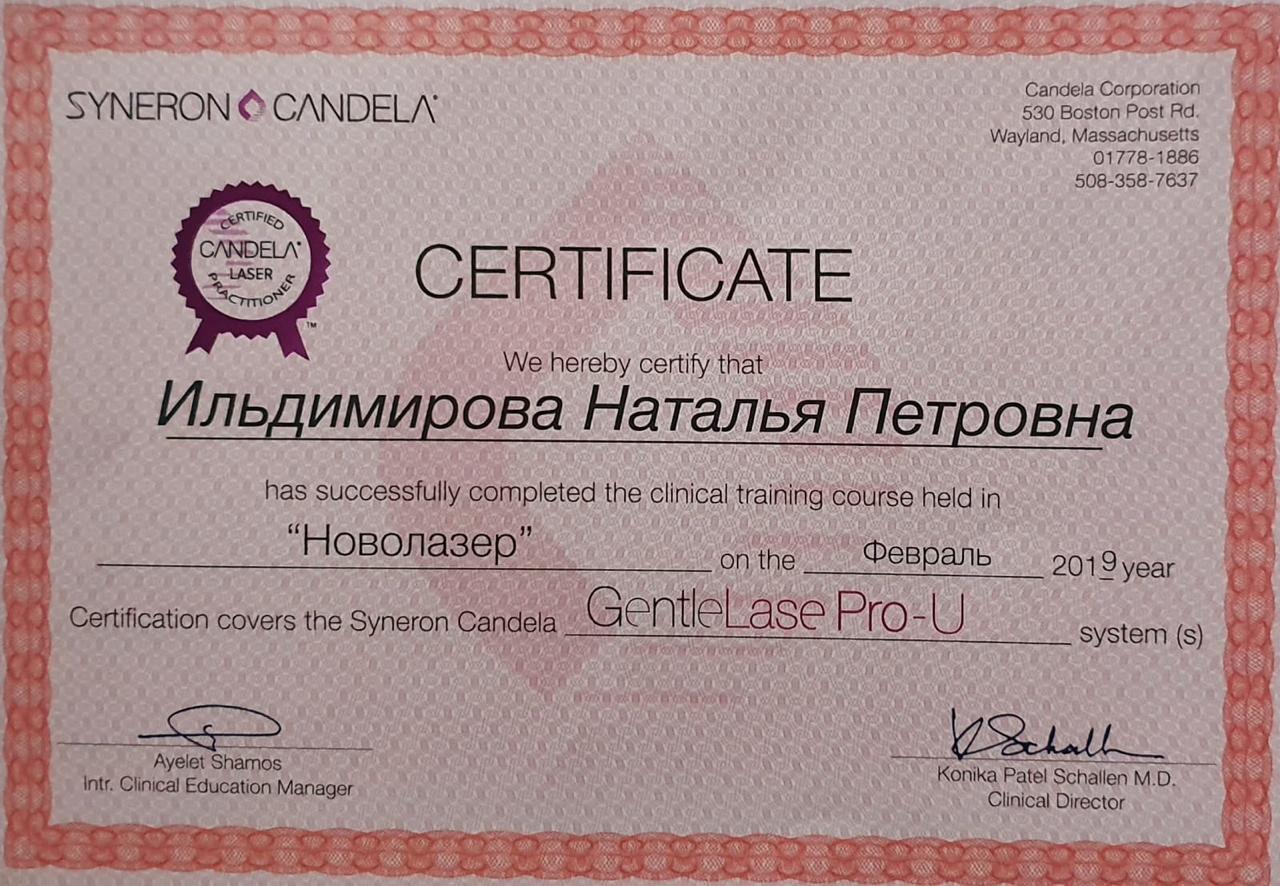 SYNERON CANDELA®
Candela Corporation
530 Boston Post Rd.
Wayland, Massachusetts
01778-1886
508-358-7637
CERTIFIED
CANDELA®
LASER
PRACTITIONER
TM
CERTIFICATE
We hereby certify that
Ильдимирова Наталья Петровна
has successfully completed the clinical training course held in
“Новолазер” on the Февраль 2019 year
Certification covers the Syneron Candela GentleLase Pro-U system (s)
Ayelet Shamos
Intr. Clinical Education Manager
K Schall
Konika Patel Schallen M.D.
Clinical Director